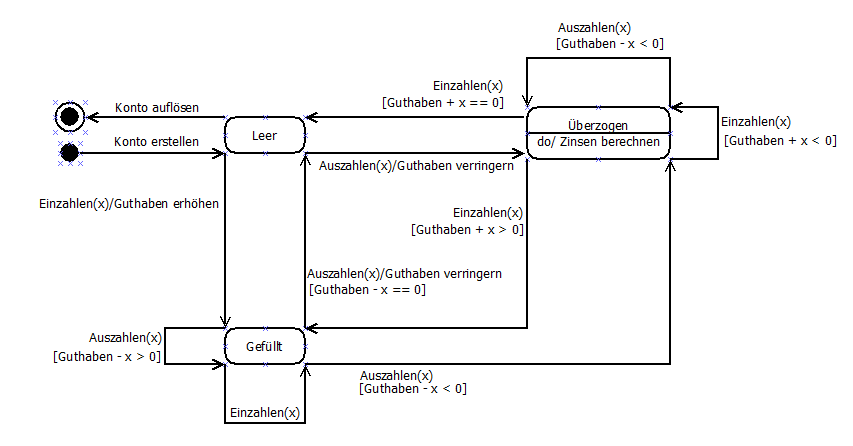 Auszahlen(x)
[Guthaben - x < 0]
Einzahlen(x)
[Guthaben + x == 0]
Konto auflösen
Einzahlen(x)
[Guthaben + x < 0]
Überzogen
do/ Zinsen berechnen
Leer
Konto erstellen
Auszahlen(x)/Guthaben verringern
Einzahlen(x)/Guthaben erhöhen
Einzahlen(x)
[Guthaben + x > 0]
Auszahlen(x)/Guthaben verringern
[Guthaben - x == 0]
Auszahlen(x)
[Guthaben - x > 0]
Gefüllt
Auszahlen(x)
[Guthaben - x < 0]
Einzahlen(x)